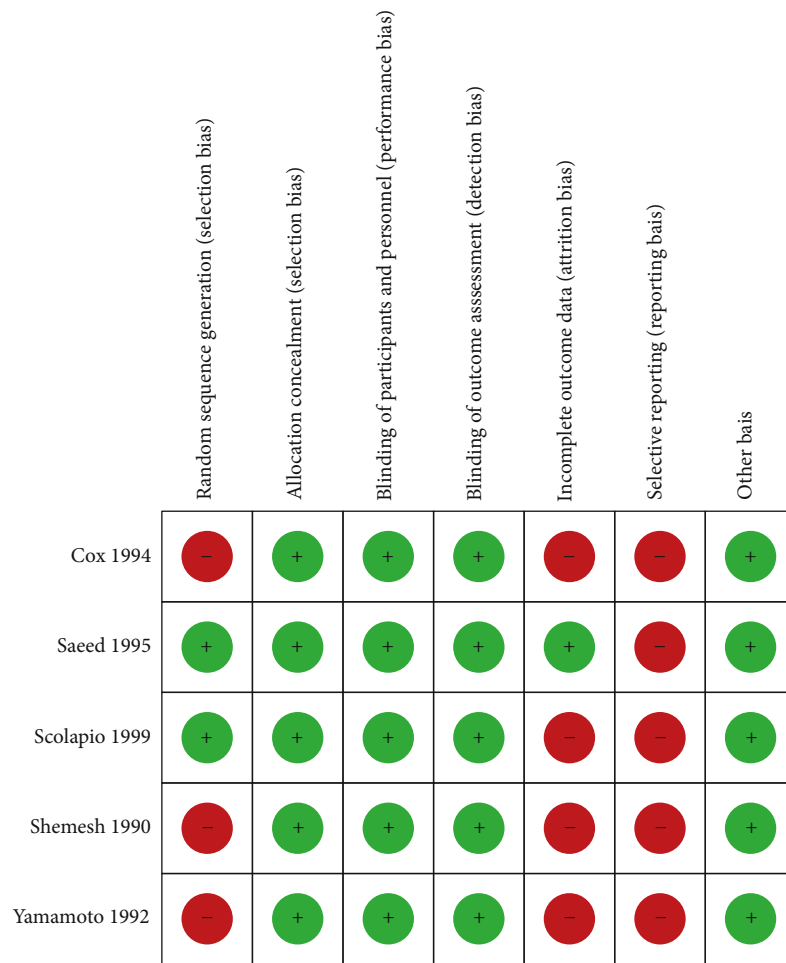 Random sequence generation (selection bias)
Allocation concealment (selection bias)
Blinding of participants and personnel (performance bias)
Blinding of outcome asssessment (detection bias)
Incomplete outcome data (attrition bias)
Selective reporting (reporting bais)
Other bais
Cox 1994 − + + + − − +
Saeed 1995 + + + + + − +
Scolapio 1999 + + + + − − +
Shemesh 1990 − + + + − − +
Yamamoto 1992 − + + + − − +